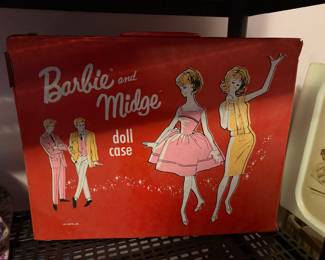 Barbie and
Midge
doll
case